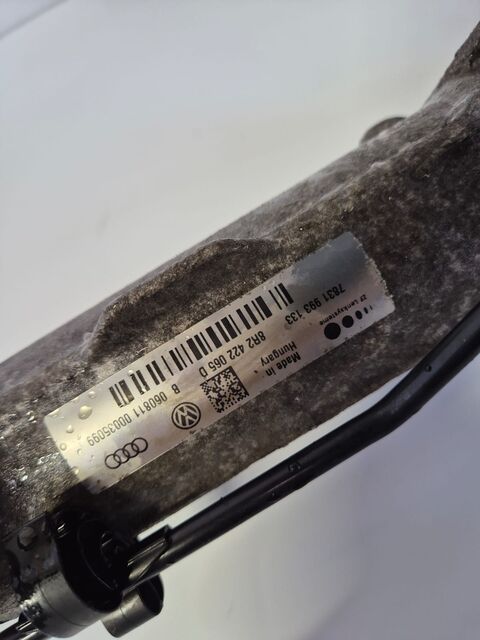 7831 993 133
ZF Lenksysteme
8R2 422 065 D
Made in
Hungary
B 060811 00035099